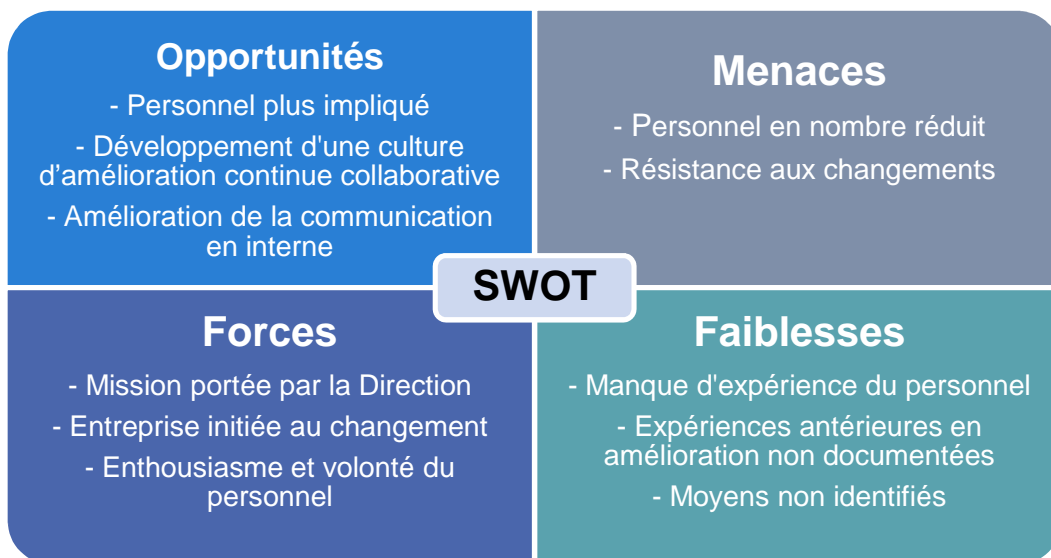 Opportunités
- Personnel plus impliqué
- Développement d'une culture
d’amélioration continue collaborative
- Amélioration de la communication
en interne
Menaces
- Personnel en nombre réduit
- Résistance aux changements
SWOT
Forces
- Mission portée par la Direction
- Entreprise initiée au changement
- Enthousiasme et volonté du
personnel
Faiblesses
- Manque d'expérience du personnel
- Expériences antérieures en
amélioration non documentées
- Moyens non identifiés